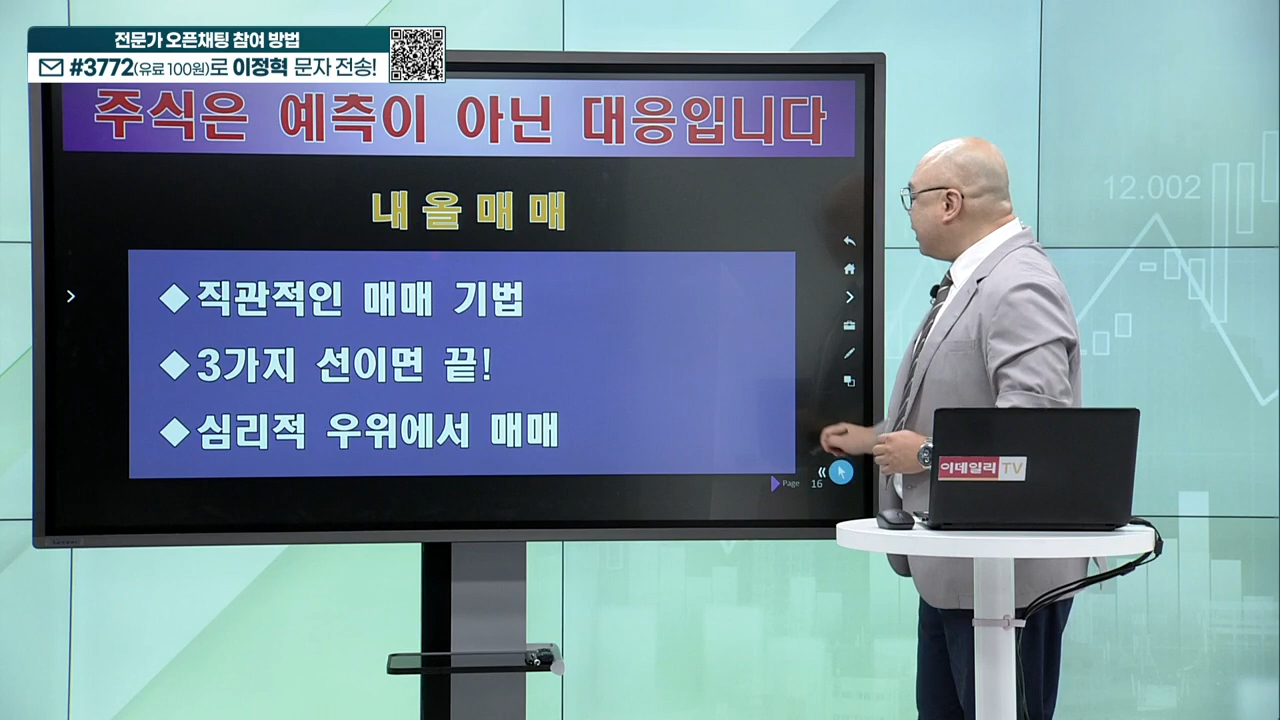 전문가 오픈채팅 참여 방법
#3772(유료 100원)로 이정혁 문자 전송!
주식은 예측이 아닌 대응입니다
내올매매
◆직관적인 매매 기법
◆3가지 선이면 끝!
◆심리적 우위에서 매매
Page 16
12.002
이데일리 TV